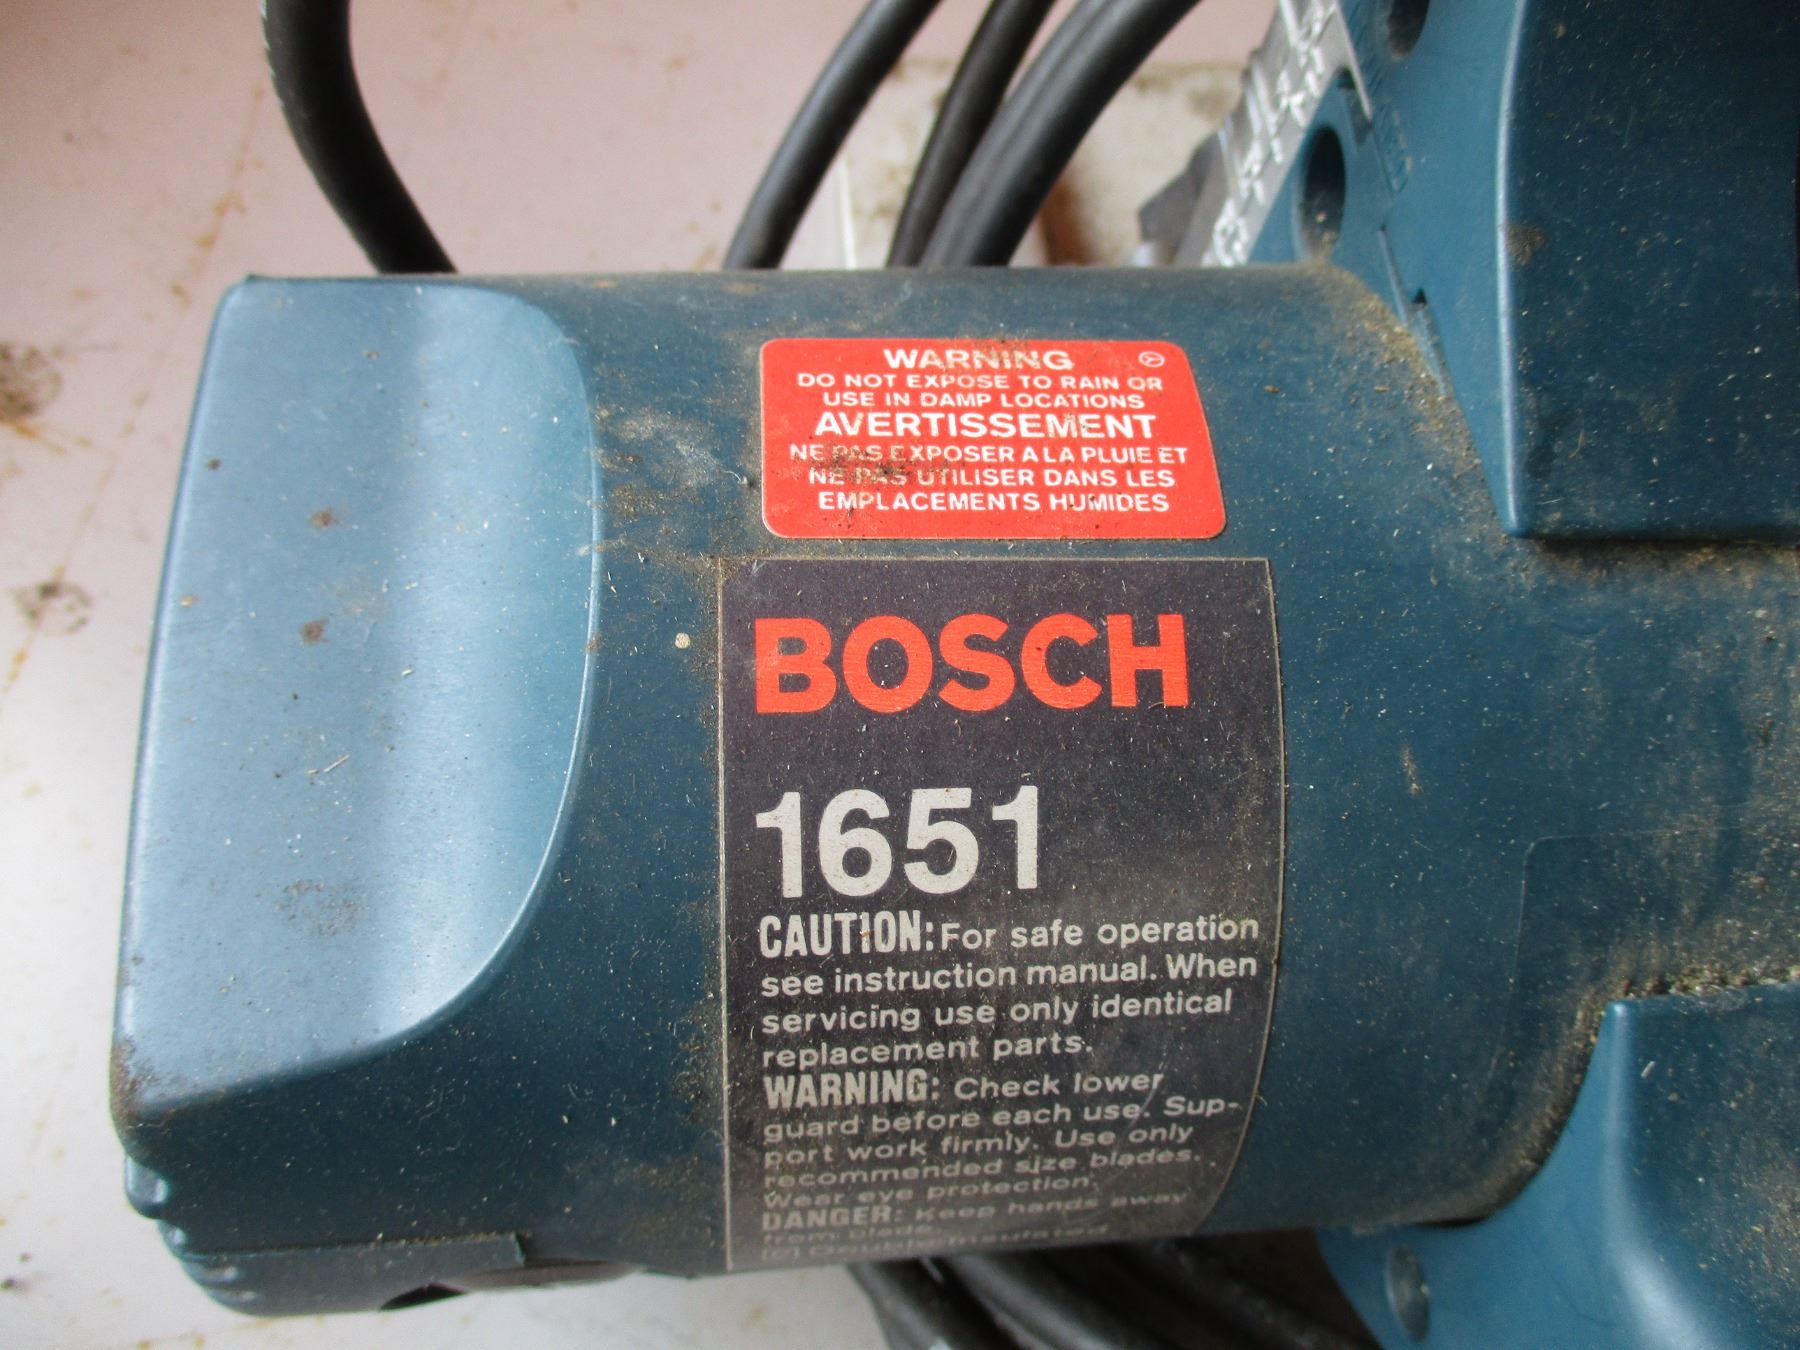 WARNING
DO NOT EXPOSE TO RAIN OR
USE IN DAMP LOCATIONS
AVERTISSEMENT
NE PAS EXPOSER A LA PLUIE ET
NE PAS UTILISER DANS LES
EMPLACEMENTS HUMIDES
BOSCH
1651
CAUTION: For safe operation
see instruction manual. When
servicing use only identical
replacement parts.
WARNING: Check lower
guard before each use. Sup-
port work firmly. Use only
recommended size blades.
Wear eye protection.
DANGER: Keep hands away
from blade.